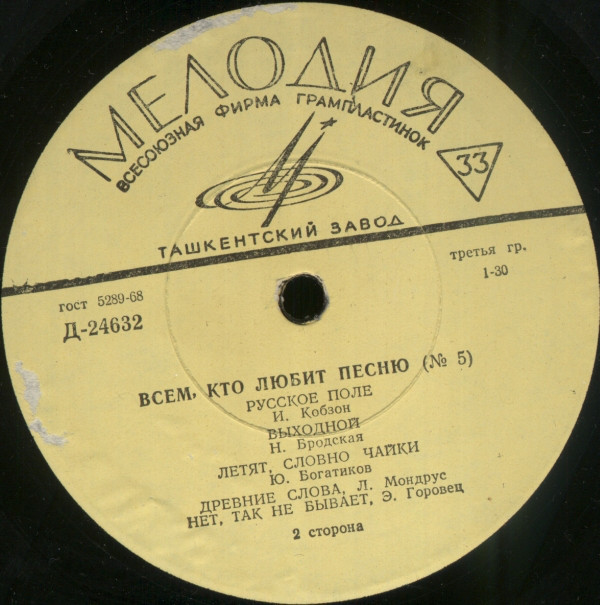 МЕЛОДИЯ
ВСЕСОЮЗНАЯ ФИРМА ГРАМПЛАСТИНОК
33
ТАШКЕНТСКИЙ ЗАВОД
третья гр.
1-30
гост 5289-68
Д-24632
ВСЕМ, КТО ЛЮБИТ ПЕСНЮ (№ 5)
РУССКОЕ ПОЛЕ
И. Кобзон
ВЫХОДНОЙ
Н. Бродская
ЛЕТЯТ, СЛОВНО ЧАЙКИ
Ю. Богатиков
ДРЕВНИЕ СЛОВА, Л. Мондрус
НЕТ, ТАК НЕ БЫВАЕТ, Э. Горовец
2 сторона